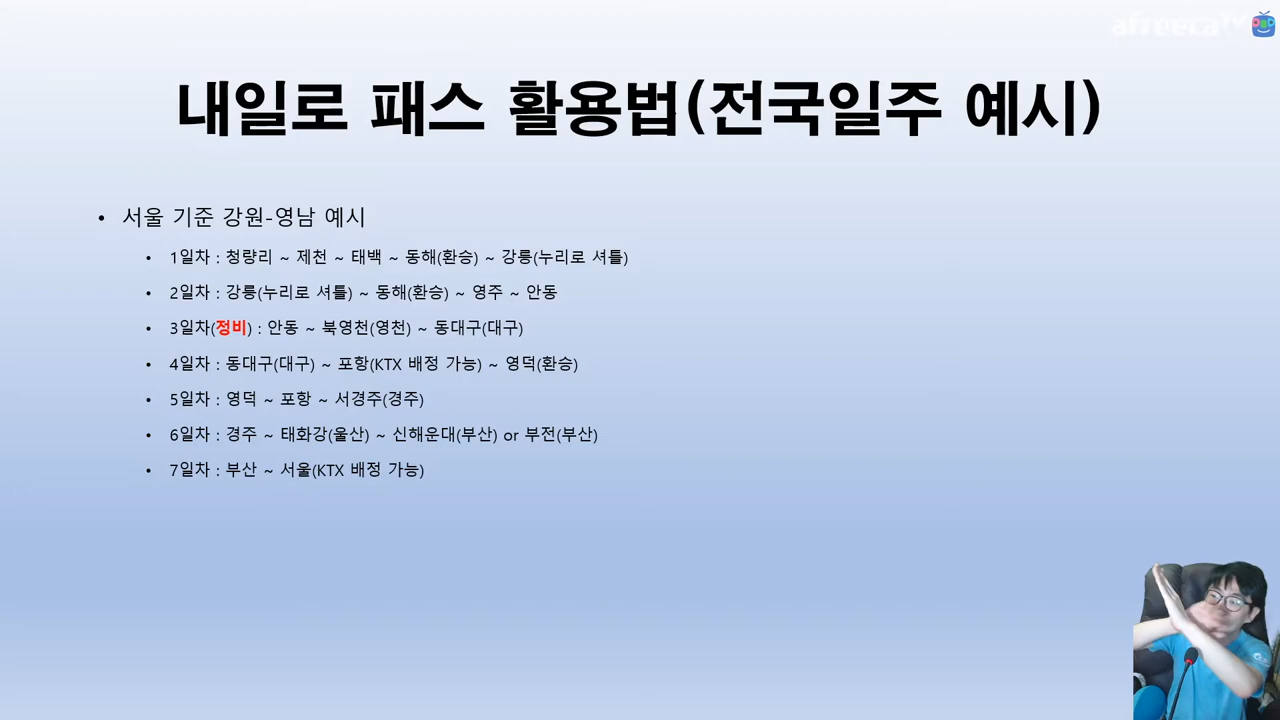 afreecaTV
내일로 패스 활용법(전국일주 예시)
• 서울 기준 강원-영남 예시
• 1일차 : 청량리 ~ 제천 ~ 태백 ~ 동해(환승) ~ 강릉(누리로 셔틀)
• 2일차 : 강릉(누리로 셔틀) ~ 동해(환승) ~ 영주 ~ 안동
• 3일차(정비) : 안동 ~ 북영천(영천) ~ 동대구(대구)
• 4일차 : 동대구(대구) ~ 포항(KTX 배정 가능) ~ 영덕(환승)
• 5일차 : 영덕 ~ 포항 ~ 서경주(경주)
• 6일차 : 경주 ~ 태화강(울산) ~ 신해운대(부산) or 부전(부산)
• 7일차 : 부산 ~ 서울(KTX 배정 가능)